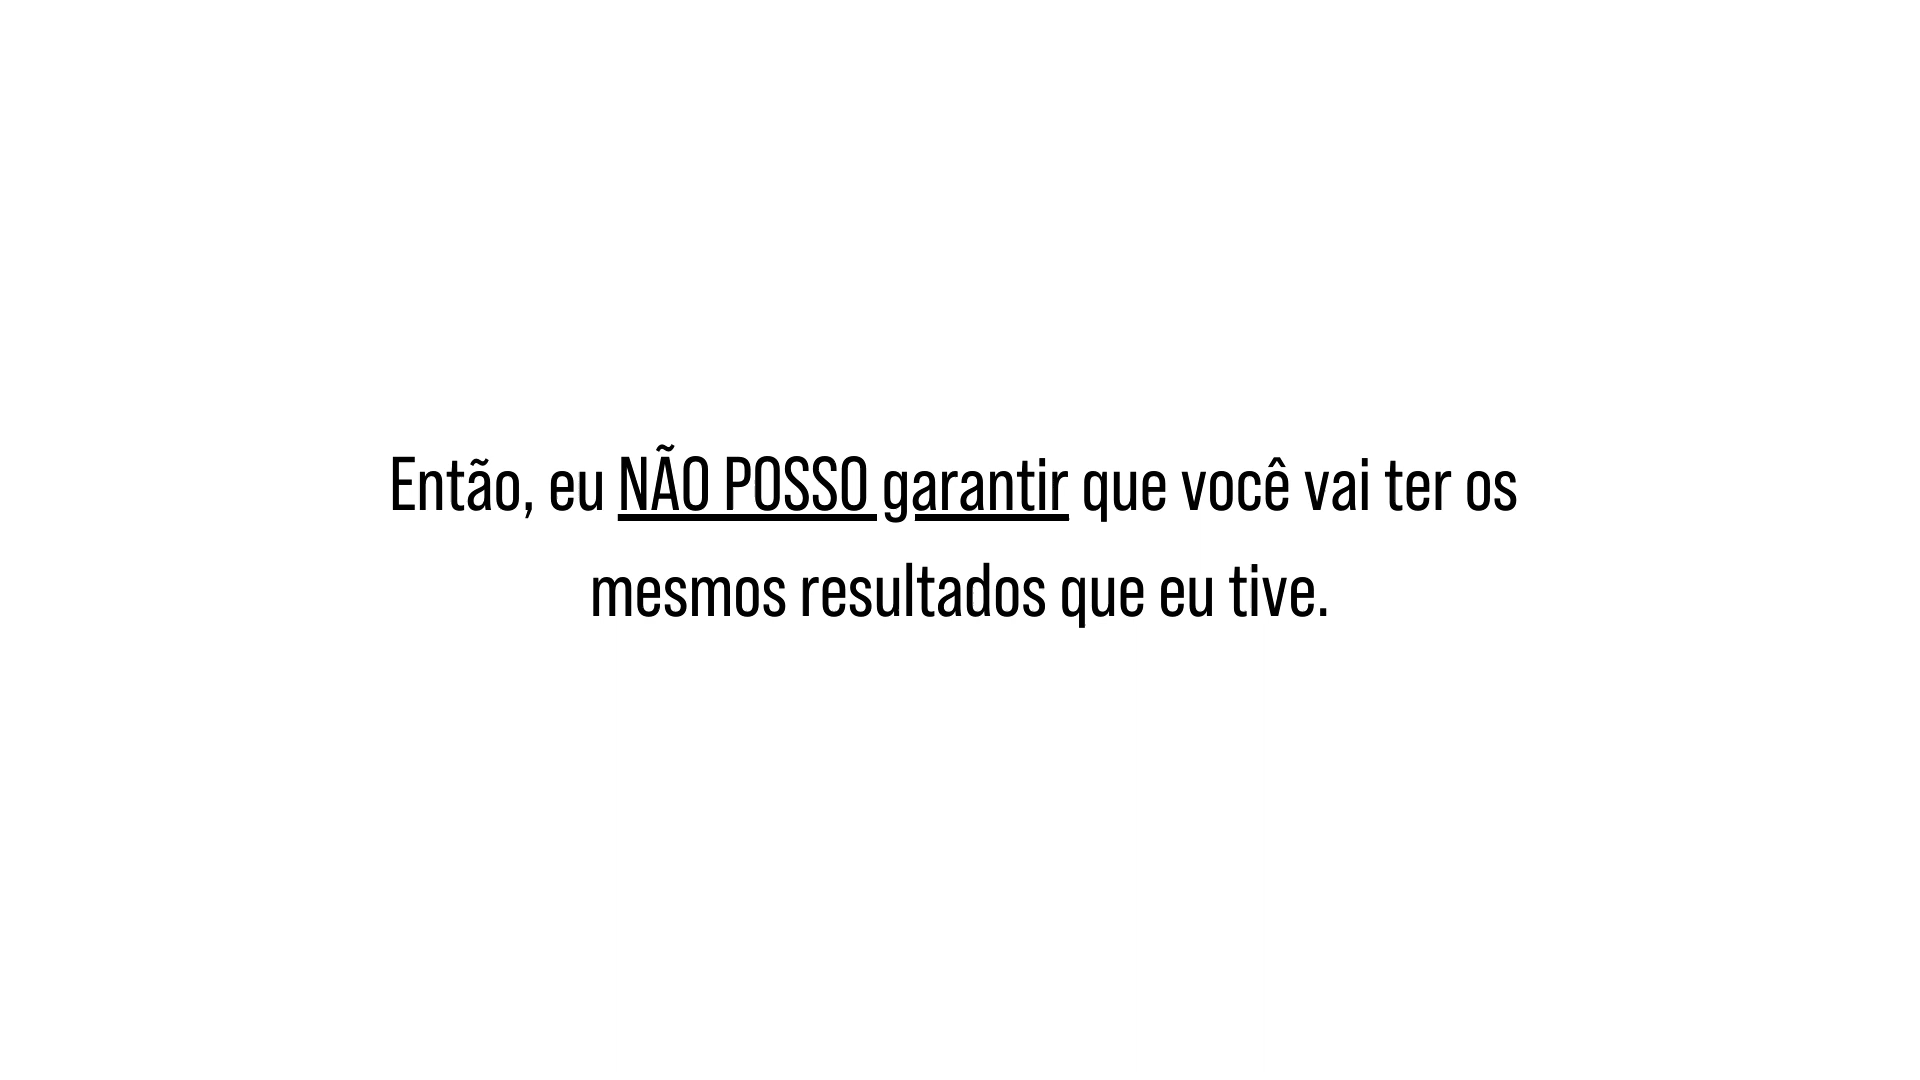 Então, eu NÃO POSSO garantir que você vai ter os
mesmos resultados que eu tive.